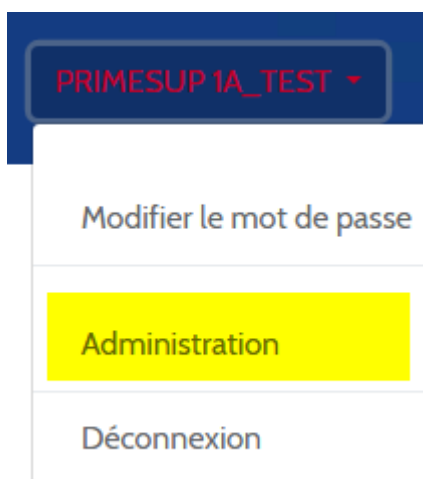 PRIMESUP 1A_TEST
Modifier le mot de passe
Administration
Déconnexion